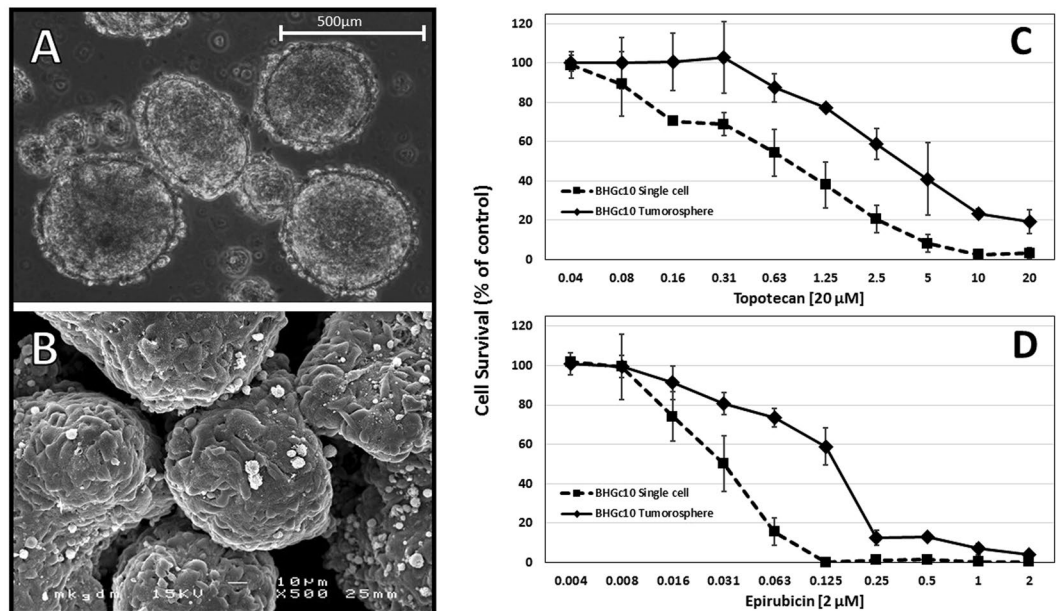 A
500µm
B
10µm
mkgdm 15KV X500 25mm
Cell Survival (% of control)
C
120
100
80
60
40
20
0
BHGc10 Single cell
BHGc10 Tumorosphere
0.04 0.08 0.16 0.31 0.63 1.25 2.5 5 10 20
Topotecan [20 µM]
D
120
100
80
60
40
20
0
BHGc10 Single cell
BHGc10 Tumorosphere
0.004 0.008 0.016 0.031 0.063 0.125 0.25 0.5 1 2
Epirubicin [2 µM]